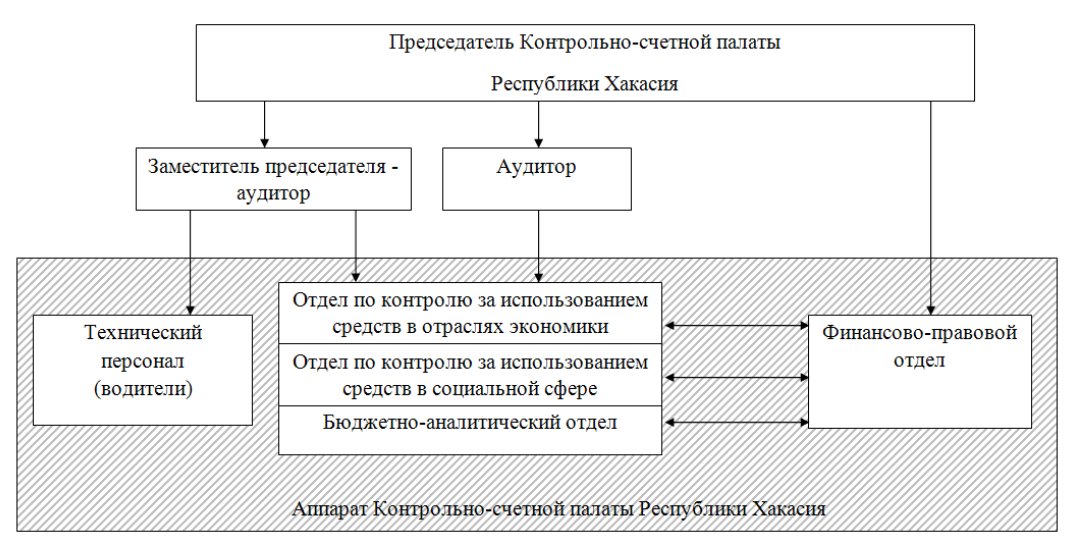 Председатель Контрольно-счетной палаты
Республики Хакасия
Заместитель председателя -
аудитор
Аудитор
Технический
персонал
(водители)
Отдел по контролю за использованием
средств в отраслях экономики
Отдел по контролю за использованием
средств в социальной сфере
Бюджетно-аналитический отдел
Финансово-правовой
отдел
Аппарат Контрольно-счетной палаты Республики Хакасия